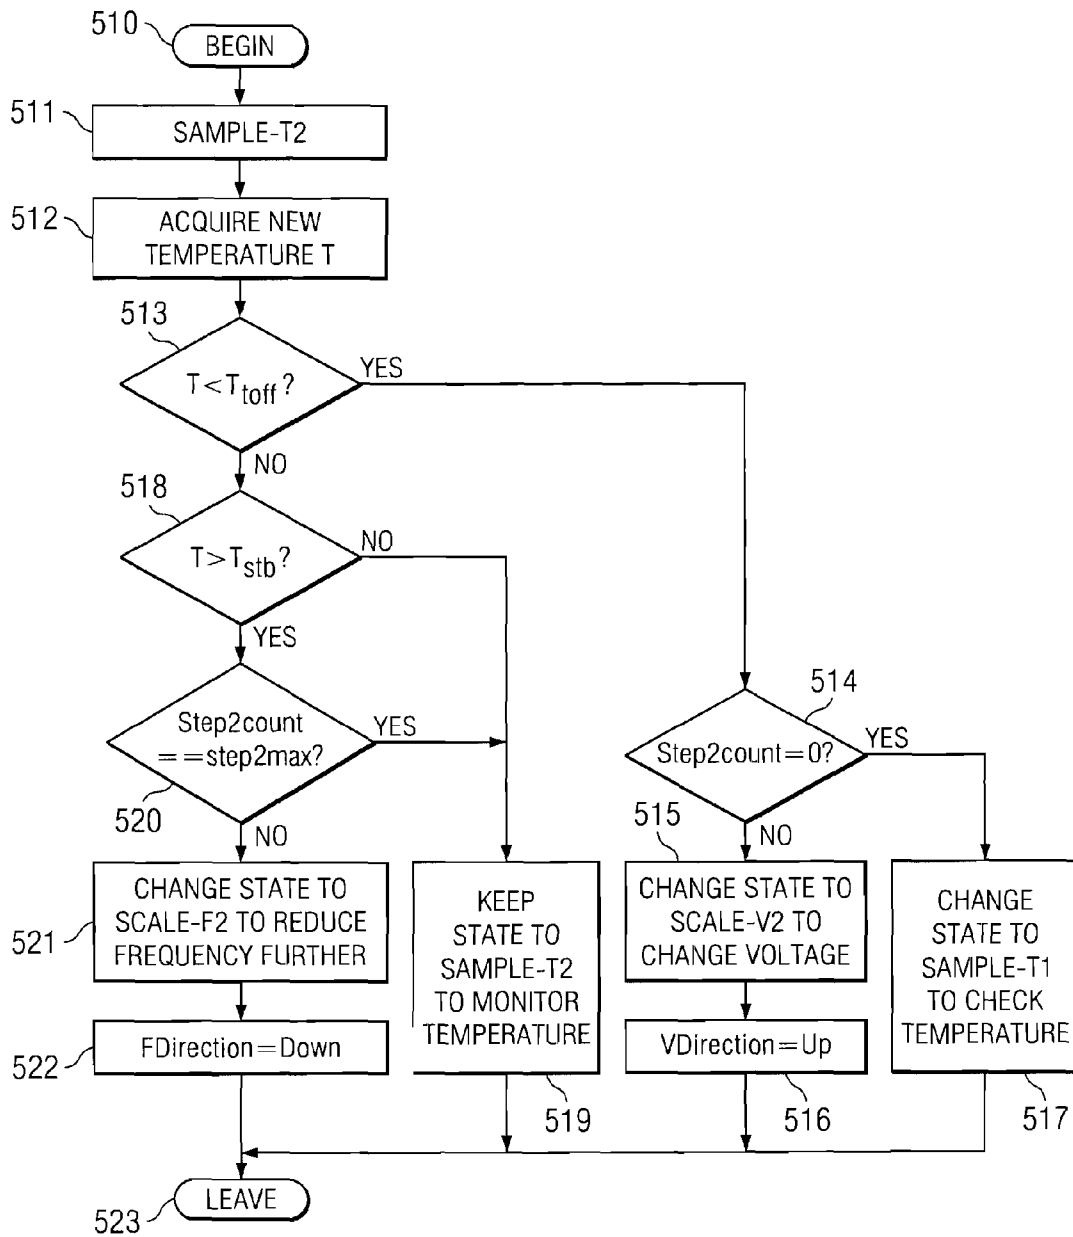 510
BEGIN
511
SAMPLE-T2
512
ACQUIRE NEW
TEMPERATURE T
513
T<Ttoff?
YES
NO
518
T>Tstb?
NO
YES
Step2count
==step2max?
YES
520
NO
514
Step2count=0?
YES
NO
515
CHANGE STATE TO
SCALE-F2 TO REDUCE
FREQUENCY FURTHER
521
KEEP
STATE TO
SAMPLE-T2
TO MONITOR
TEMPERATURE
CHANGE STATE TO
SCALE-V2 TO
CHANGE VOLTAGE
CHANGE
STATE TO
SAMPLE-T1
TO CHECK
TEMPERATURE
FDirection=Down
522
VDirection=Up
519
516
517
LEAVE
523